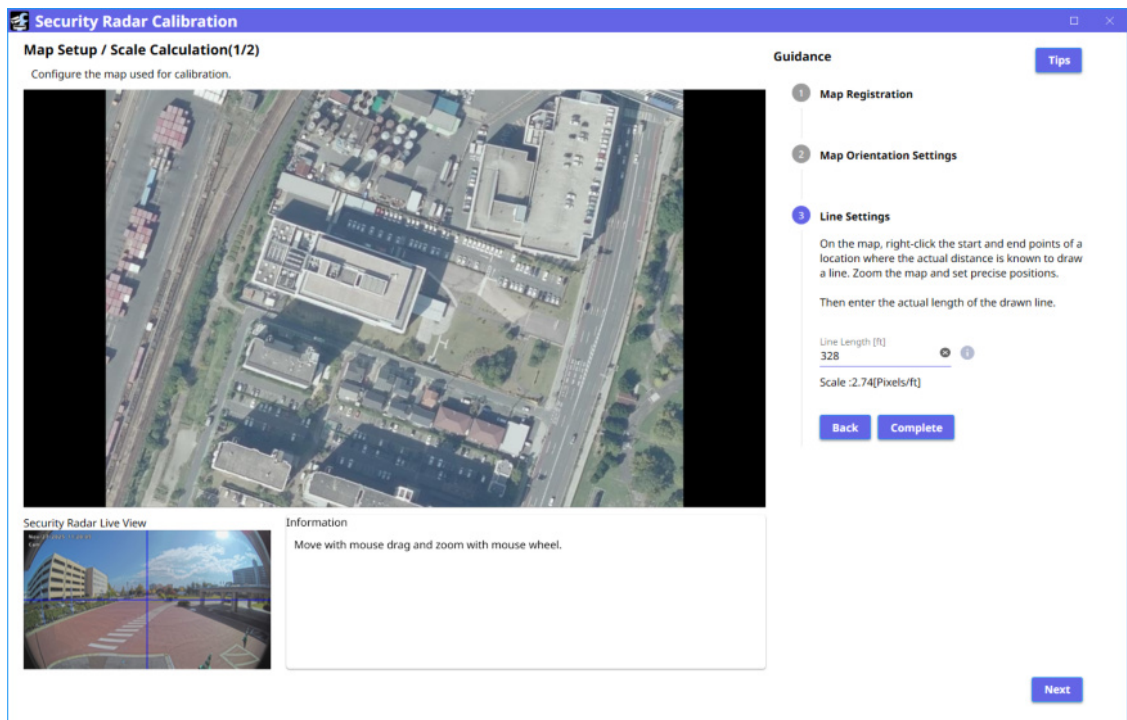 Security Radar Calibration
Map Setup / Scale Calculation(1/2)
Configure the map used for calibration.
Guidance
Tips
1
Map Registration
2
Map Orientation Settings
3
Line Settings
On the map, right-click the start and end points of a
location where the actual distance is known to draw
a line. Zoom the map and set precise positions.
Then enter the actual length of the drawn line.
Line Length [ft]
328
Scale :2.74[Pixels/ft]
Back
Complete
Security Radar Live View
Information
Move with mouse drag and zoom with mouse wheel.
Next